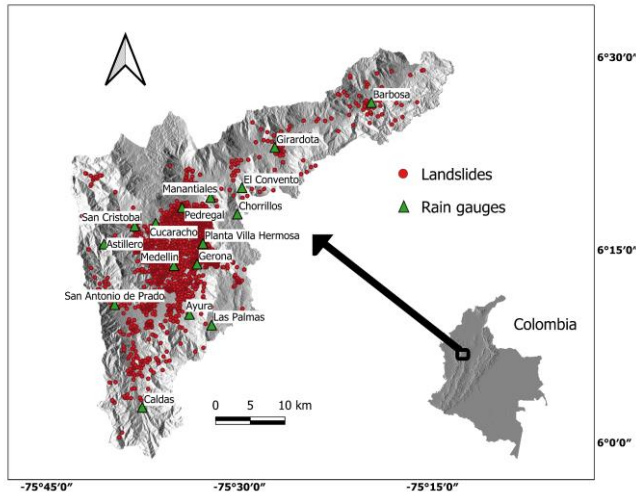 6°30'0"N
Barbosa
Girardota
Landslides
El Convento
Manantiales
Rain gauges
Chorrillos
San Cristobal
Pedregal
Cucaracho
Planta Villa Hermosa
Astillero
6°15'0"N
Medellin
Gerona
San Antonio de Prado
Ayura
Las Palmas
Colombia
Caldas
0 5 10 km
6°0'0"N
-75°45'0"W
-75°30'0"W
-75°15'0"W